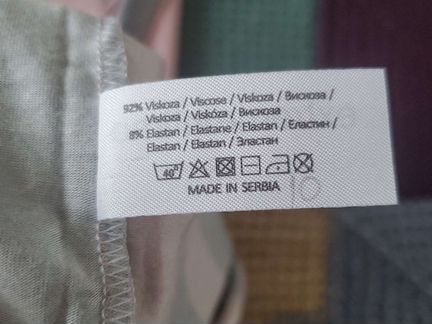 92% Viskoza / Viscose / Viskoza / Вискоза /
Viskoza / Viskóza / Вискоза
8% Elastan / Elastane / Elastan / Еластин /
Elastan / Elastan / Эластан
40°
MADE IN SERBIA 10